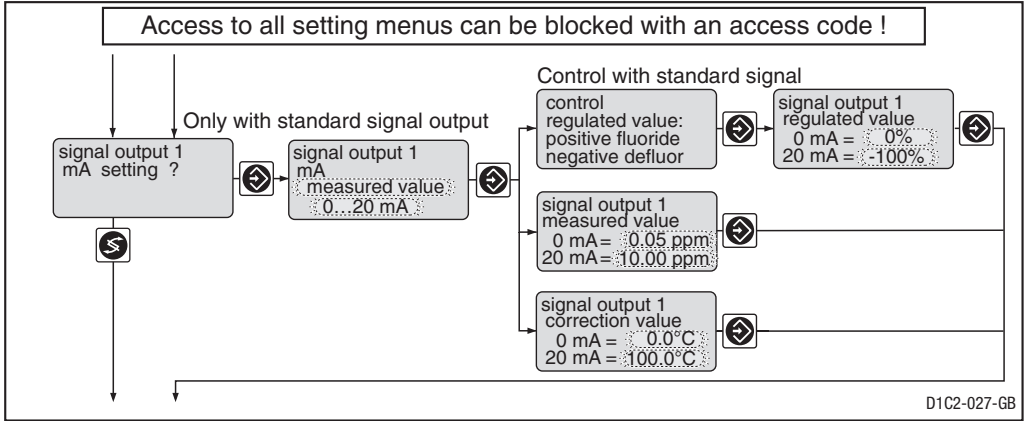 Access to all setting menus can be blocked with an access code !
Only with standard signal output
Control with standard signal
signal output 1
mA setting ?
signal output 1
mA
measured value
0...20 mA
control
regulated value:
positive fluoride
negative defluor
signal output 1
regulated value
0 mA = 0%
20 mA = -100%
signal output 1
measured value
0 mA= 0.05 ppm
20 mA= 10.00 ppm
signal output 1
correction value
0 mA = 0.0°C
20 mA = 100.0°C
D1C2-027-GB